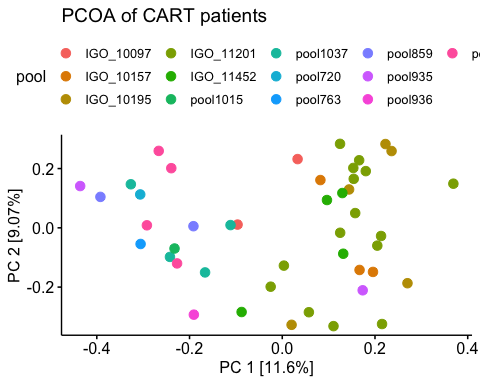 PCOA of CART patients
pool
IGO_10097 IGO_11201 pool1037 pool859
IGO_10157 IGO_11452 pool720 pool935
IGO_10195 pool1015 pool763 pool936
0.2
0.0
-0.2
PC 2 [9.07%]
-0.4 -0.2 0.0 0.2 0.4
PC 1 [11.6%]